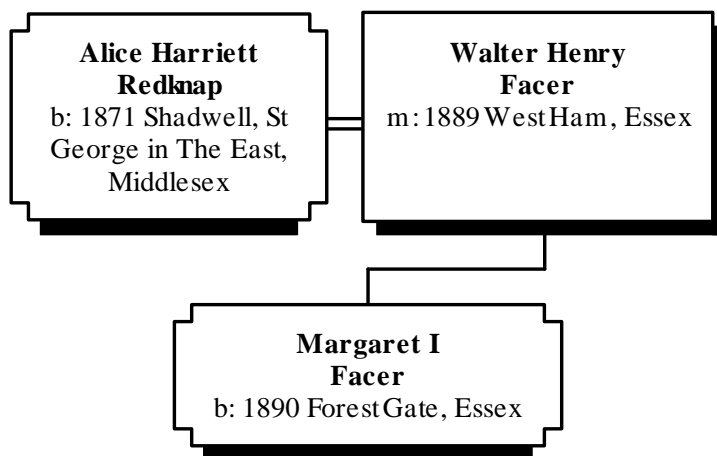 Alice Harriett
Redknap
b: 1871 Shadwell, St
George in The East,
Middlesex
Walter Henry
Facer
m: 1889 West Ham, Essex
Margaret I
Facer
b: 1890 Forest Gate, Essex